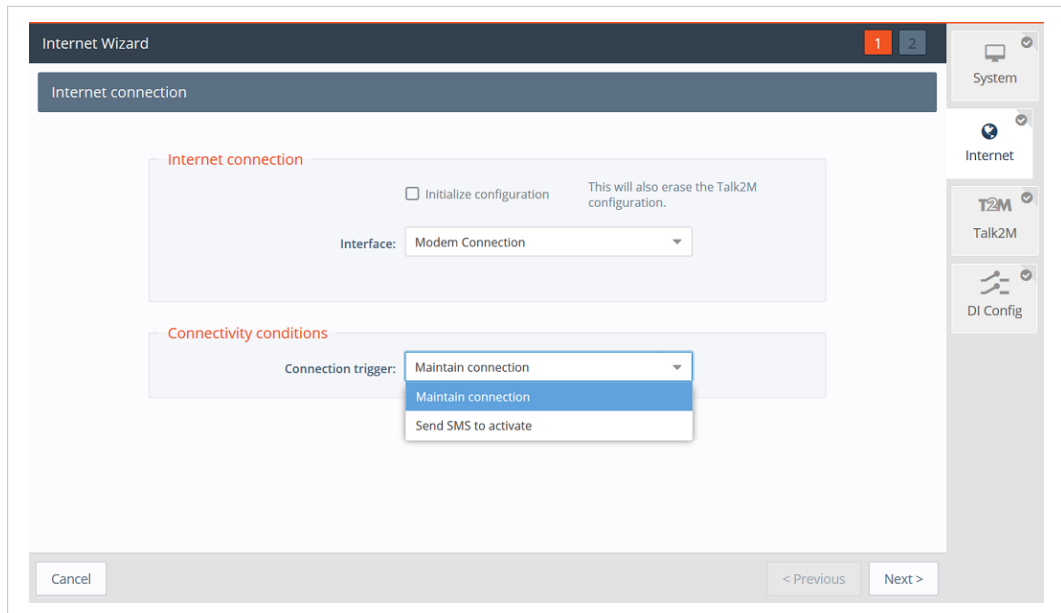 Internet Wizard
1
2
Internet connection
Internet connection
Initialize configuration
This will also erase the Talk2M
configuration.
Interface:
Modem Connection
Connectivity conditions
Connection trigger:
Maintain connection
Maintain connection
Send SMS to activate
Cancel
< Previous
Next >
System
Internet
T2M
Talk2M
DI Config